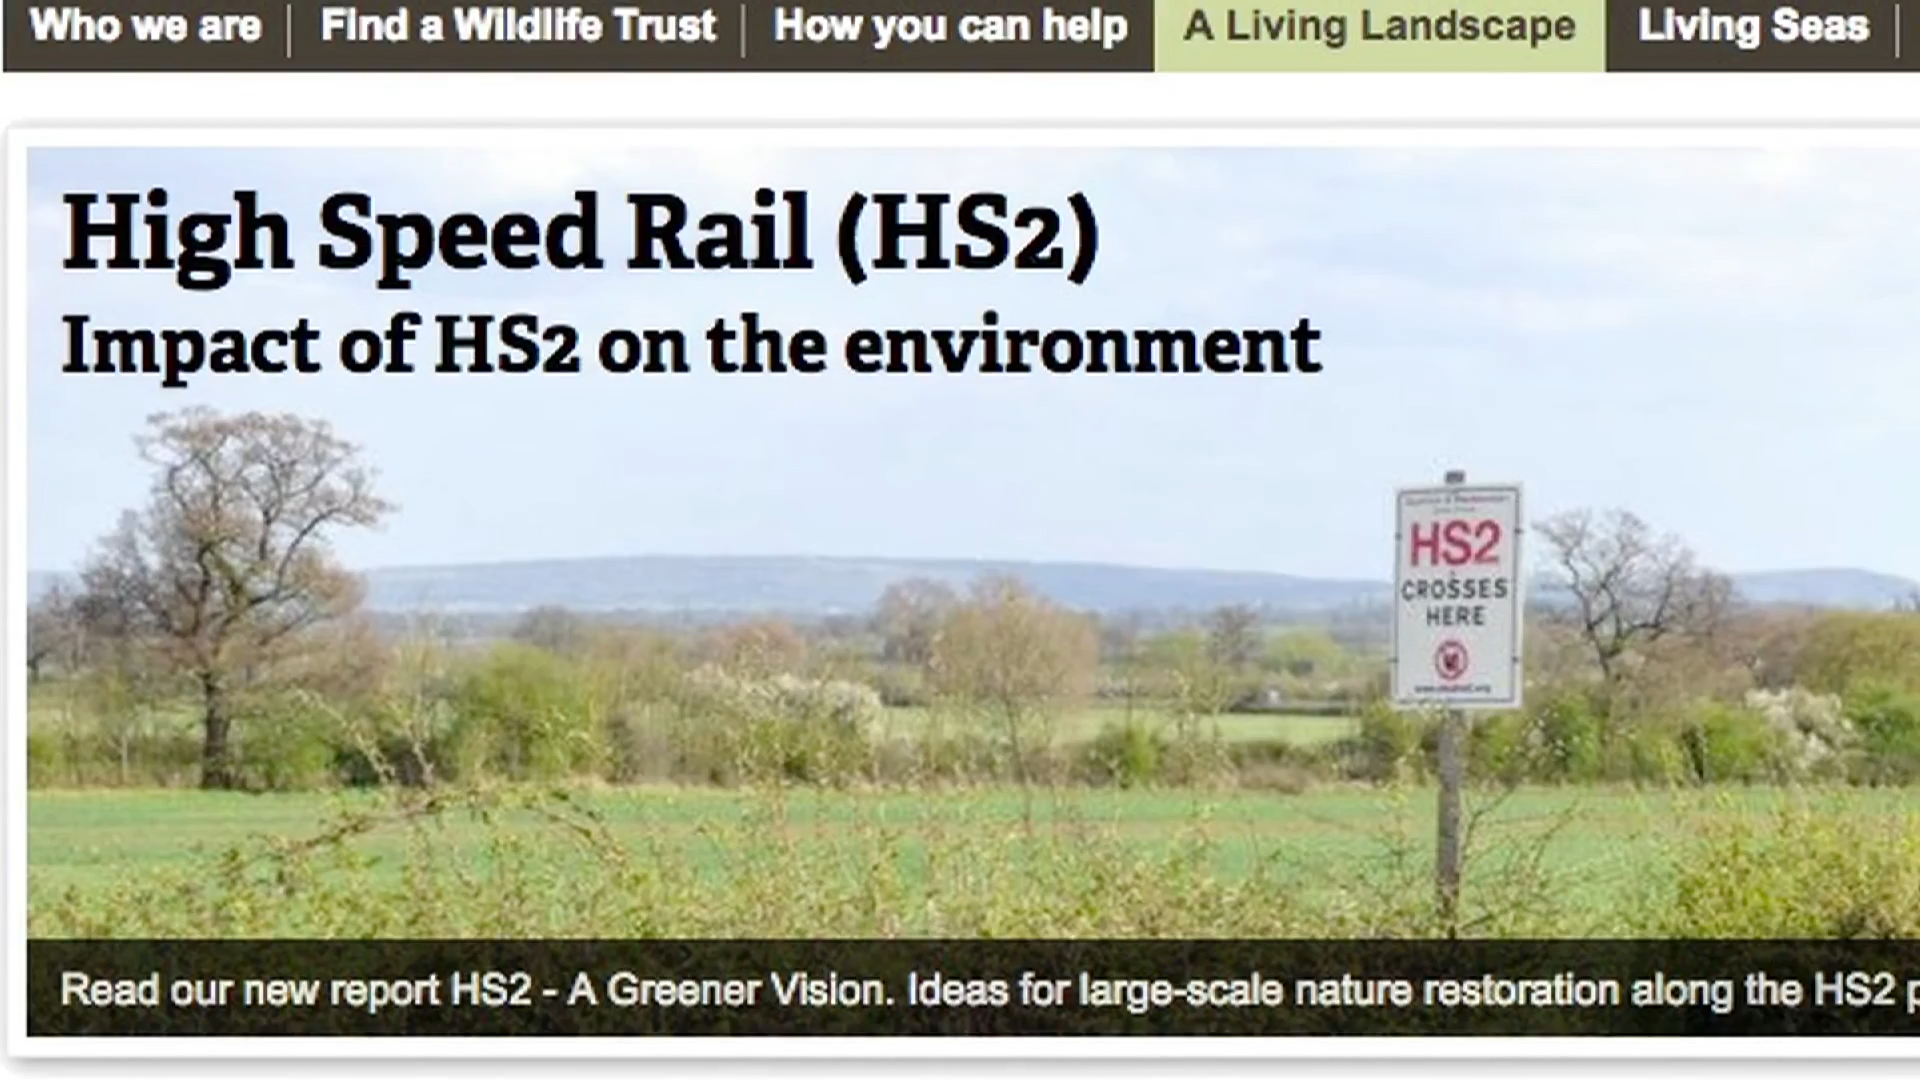 Who we are
Find a Wildlife Trust
How you can help
A Living Landscape
Living Seas
High Speed Rail (HS2)
Impact of HS2 on the environment
HS2
CROSSES
HERE
Read our new report HS2 - A Greener Vision. Ideas for large-scale nature restoration along the HS2